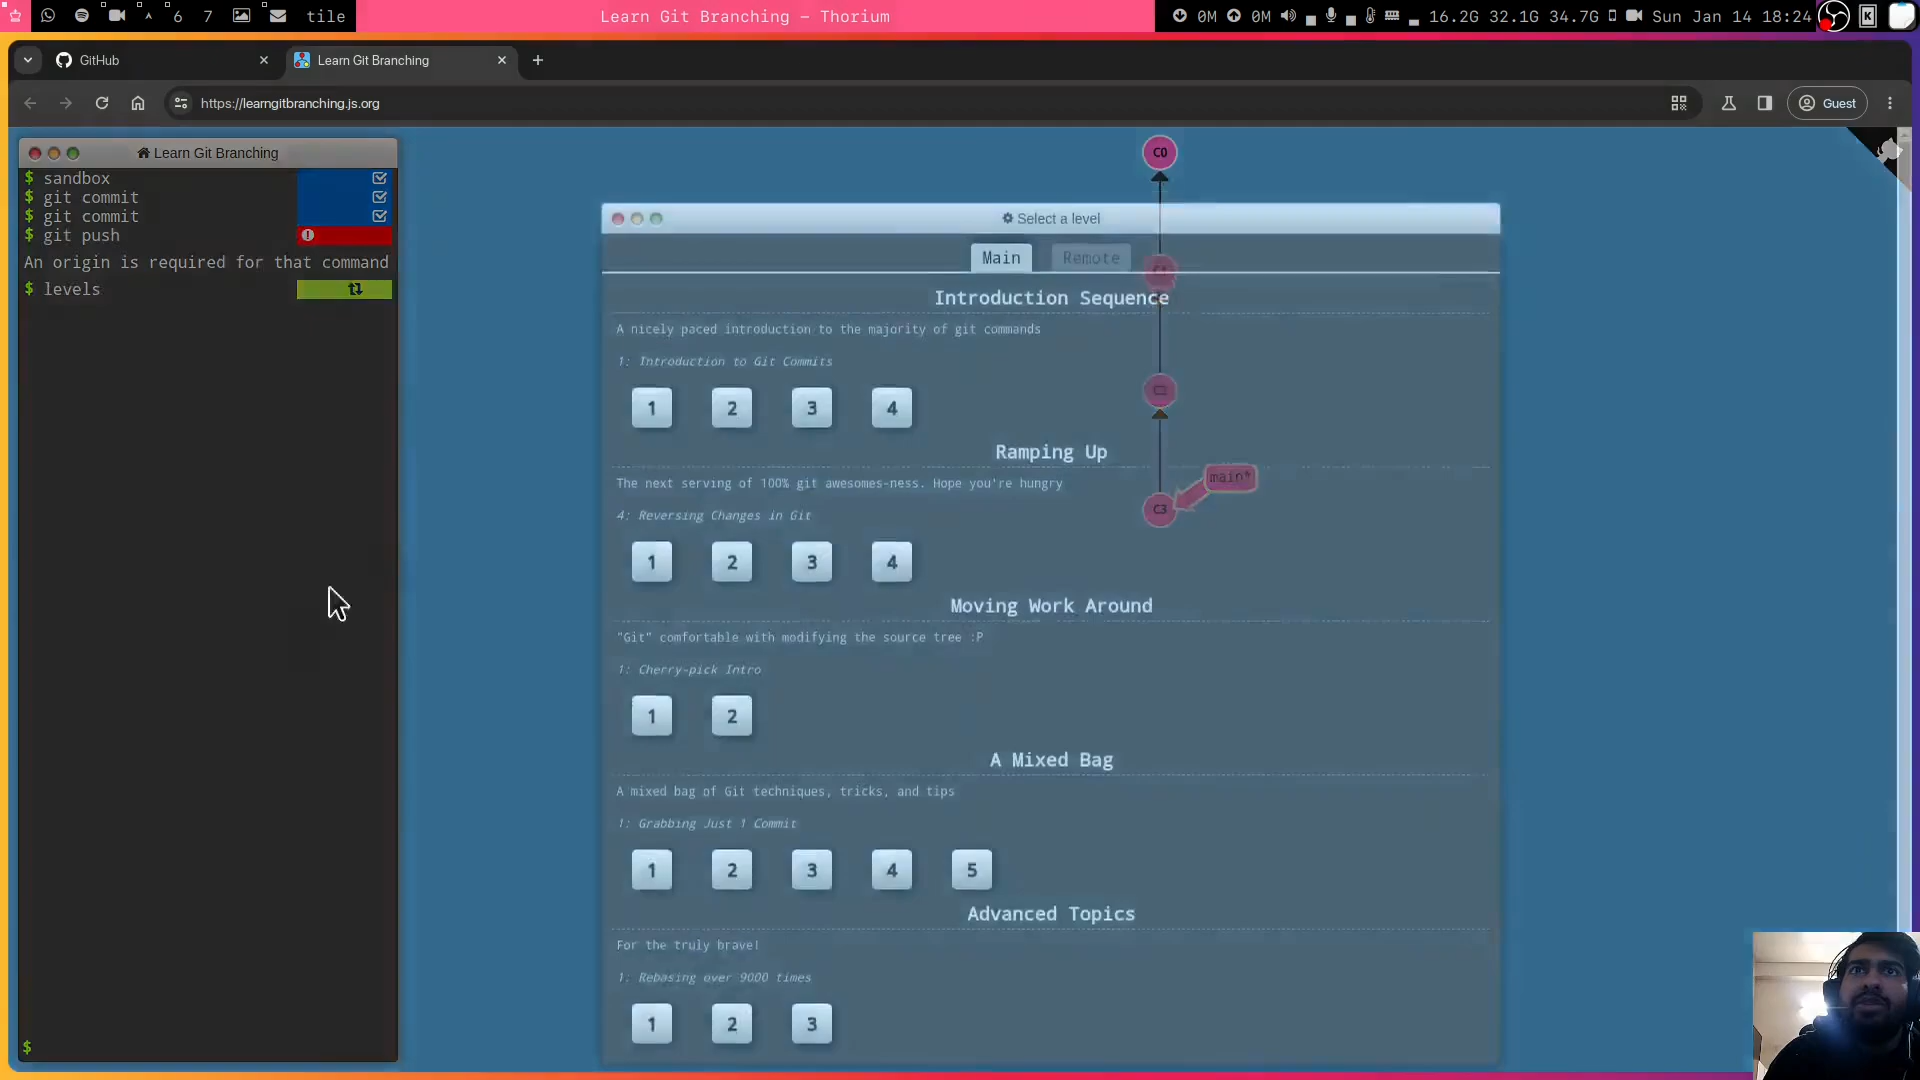 6 7 tile
Learn Git Branching – Thorium
0M 0M 16.2G 32.1G 34.7G Sun Jan 14 18:24 K
GitHub
Learn Git Branching
https://learngitbranching.js.org
Guest
Learn Git Branching
$ sandbox
$ git commit
$ git commit
$ git push
An origin is required for that command
$ levels
$
C0
Select a level
Main Remote
C1
Introduction Sequence
A nicely paced introduction to the majority of git commands
1: Introduction to Git Commits
1 2 3 4
C2
Ramping Up
The next serving of 100% git awesomes-ness. Hope you're hungry
main*
4: Reversing Changes in Git
C3
1 2 3 4
Moving Work Around
"Git" comfortable with modifying the source tree :P
1: Cherry-pick Intro
1 2
A Mixed Bag
A mixed bag of Git techniques, tricks, and tips
1: Grabbing Just 1 Commit
1 2 3 4 5
Advanced Topics
For the truly brave!
1: Rebasing over 9000 times
1 2 3